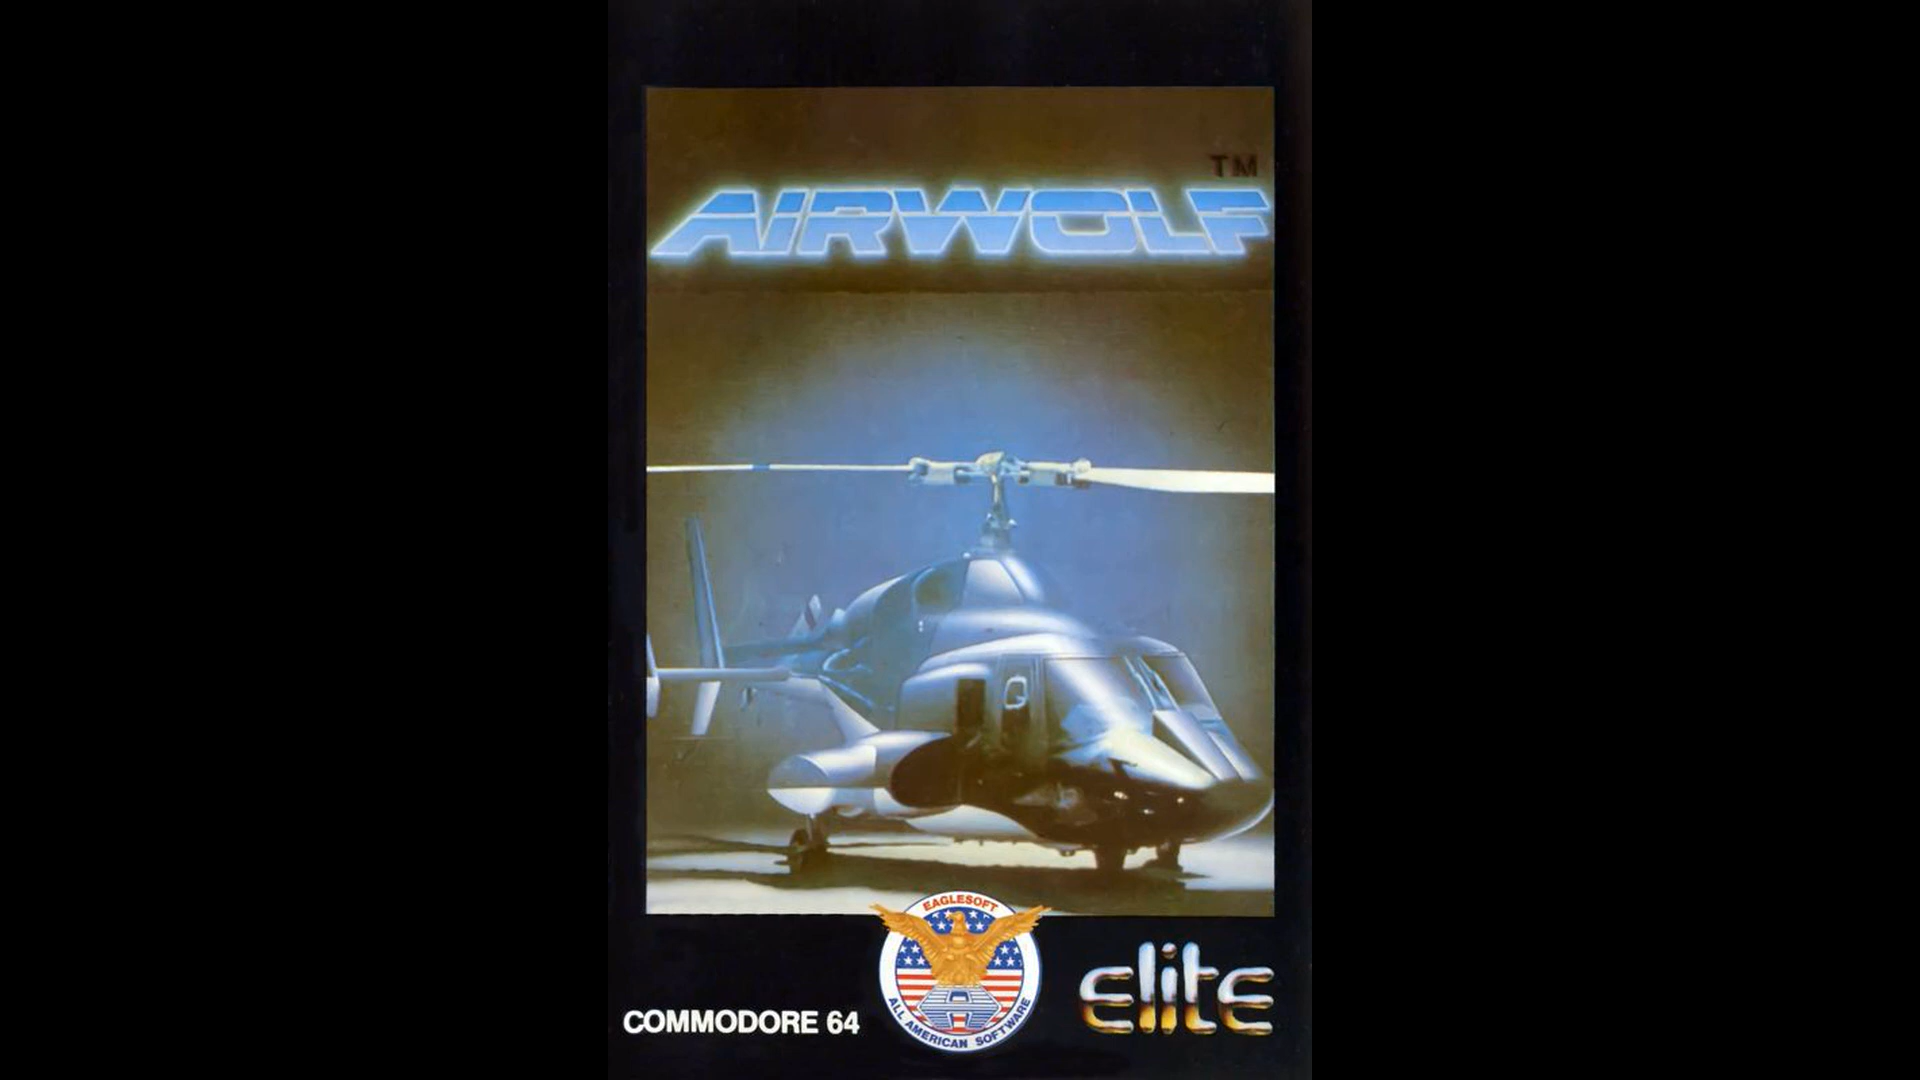 TM
AIRWOLF
EAGLESOFT
ALL AMERICAN SOFTWARE
COMMODORE 64
elite